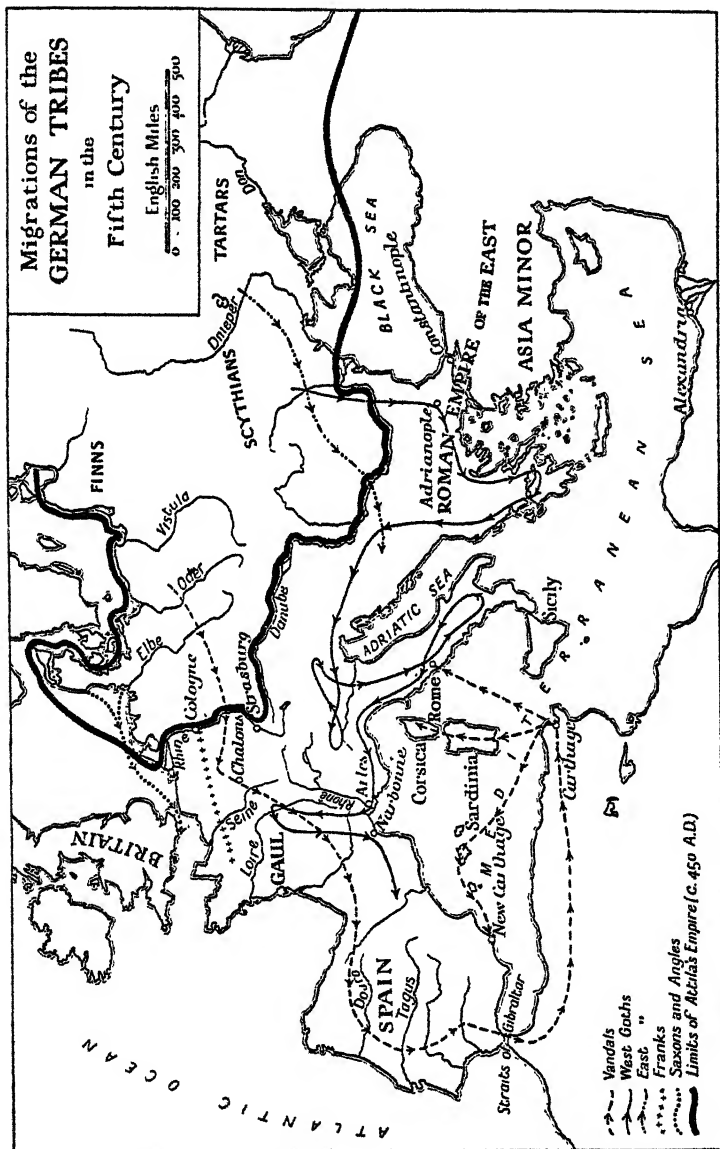 Migrations of the
GERMAN TRIBES
in the
Fifth Century
English Miles
0 100 200 300 400 500
FINNS
TARTARS
Don
Dnieper
SCYTHIANS
Vistula
Oder
Elbe
BRITAIN
Rhine
Cologne
Chalons
Strasburg
Danube
BLACK SEA
Constantinople
Adrianople
ROMAN EMPIRE OF THE EAST
ASIA MINOR
Seine
Loire
GAUL
Rhone
Arles
Narbonne
ADRIATIC SEA
Corsica
Rome
Sardinia
Sicily
ATLANTIC OCEAN
SPAIN
Douro
Tagus
New Carthage
Straits of Gibraltar
Carthage
MEDITERRANEAN SEA
Alexandria
Vandals
West Goths
East "
Franks
Saxons and Angles
Limits of Attila's Empire (c. 450 A.D.)